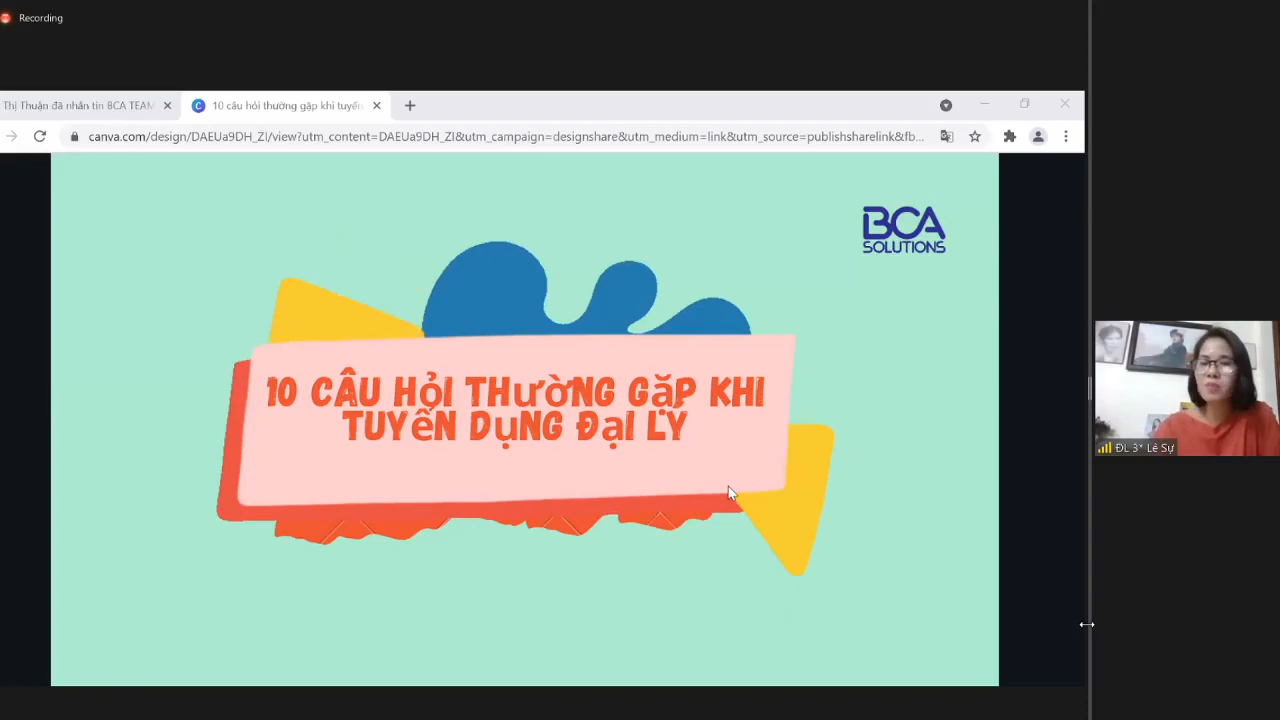 Recording
Thị Thuận đã nhắn tin BCA TEAM
10 câu hỏi thường gặp khi tuyển
canva.com/design/DAEUa9DH_ZI/view?utm_content=DAEUa9DH_ZI&utm_campaign=designshare&utm_medium=link&utm_source=publishsharelink&fb...
BCA
SOLUTIONS
10 CÂU HỎI THƯỜNG GẶP KHI
TUYỂN DỤNG ĐẠI LÝ
ĐL 3* Lê Sự